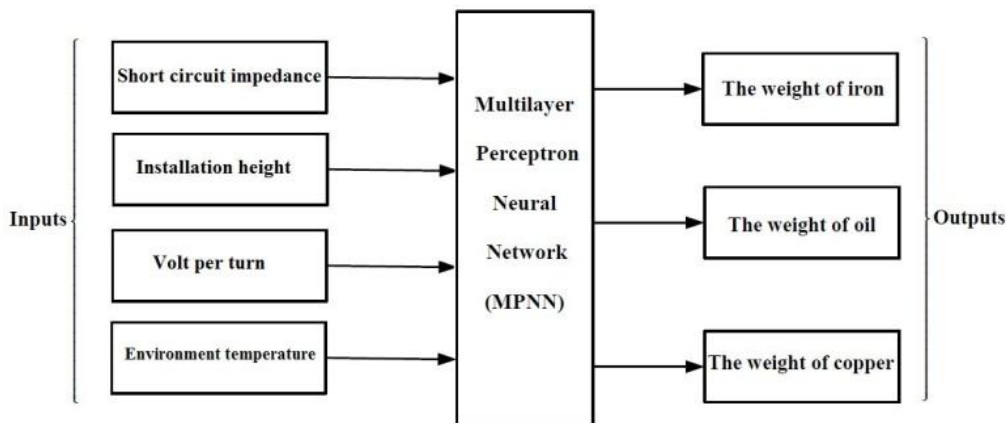 Inputs
Short circuit impedance
Installation height
Volt per turn
Environment temperature
Multilayer
Perceptron
Neural
Network
(MPNN)
The weight of iron
The weight of oil
The weight of copper
Outputs